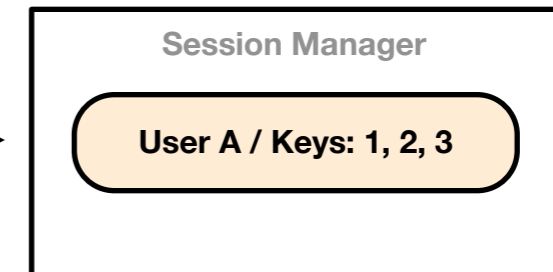 Session Manager
User A / Keys: 1, 2, 3